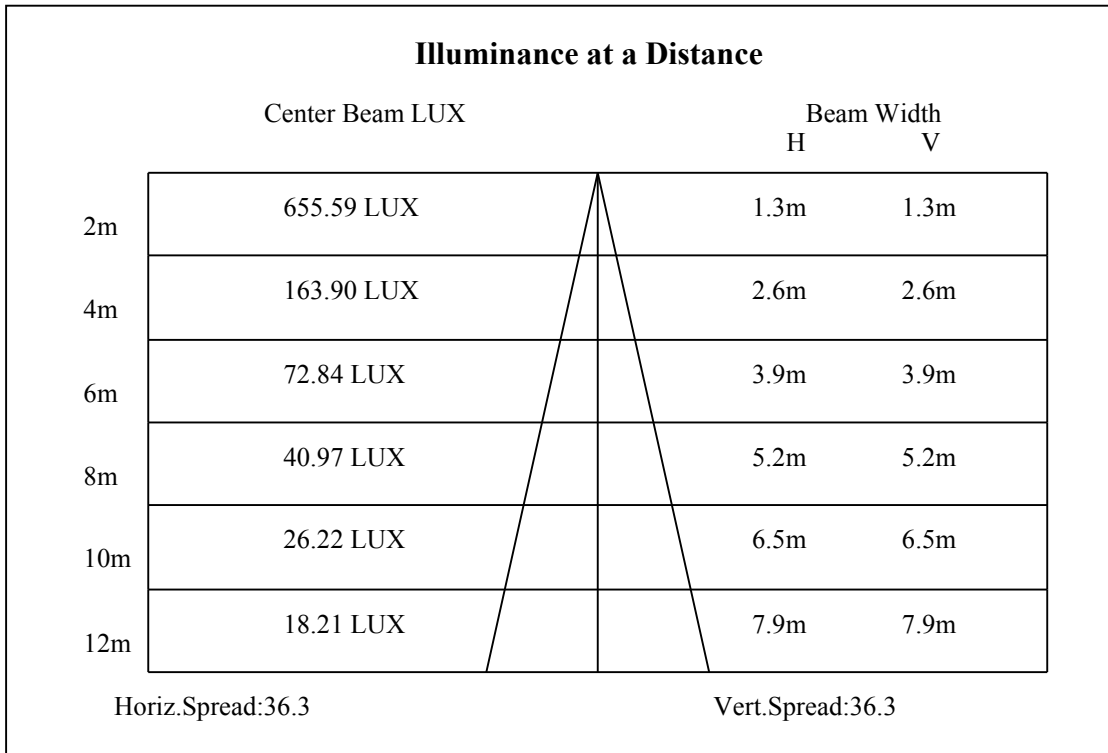 Illuminance at a Distance
Center Beam LUX Beam Width
H V
2m 655.59 LUX 1.3m 1.3m
4m 163.90 LUX 2.6m 2.6m
6m 72.84 LUX 3.9m 3.9m
8m 40.97 LUX 5.2m 5.2m
10m 26.22 LUX 6.5m 6.5m
12m 18.21 LUX 7.9m 7.9m
Horiz.Spread:36.3 Vert.Spread:36.3